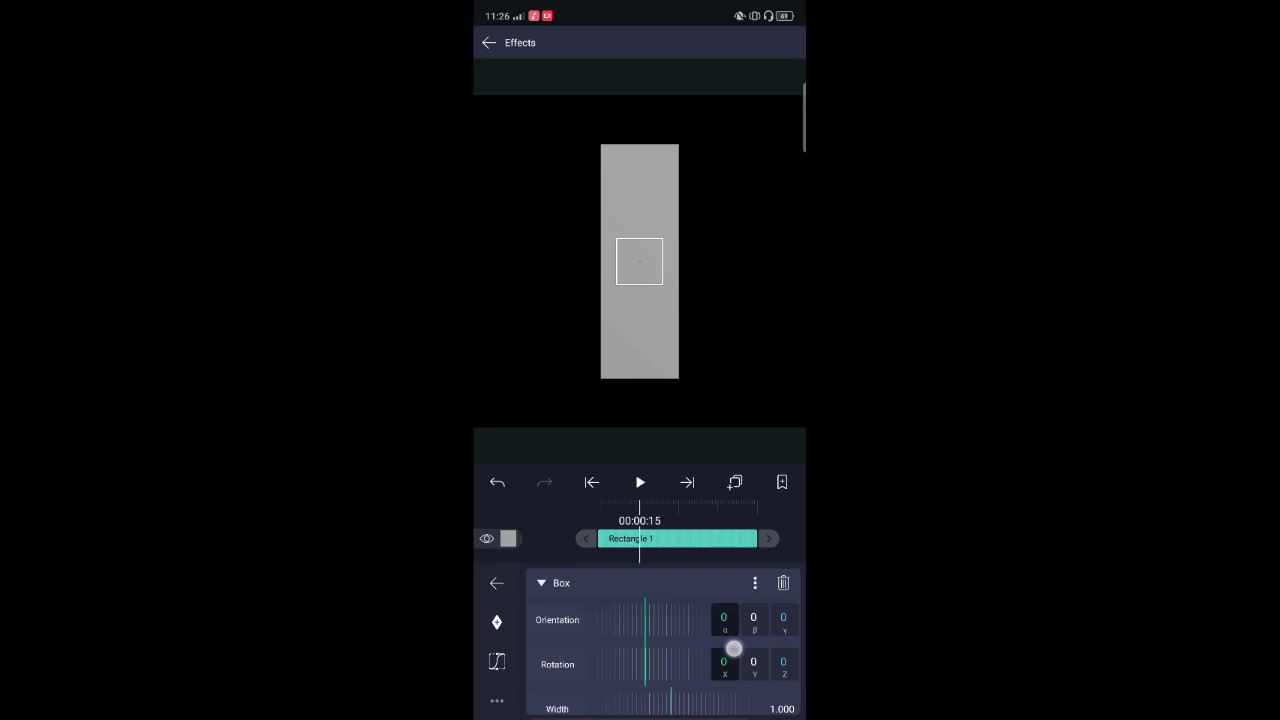 11:26
69
Effects
00:00:15
Rectangle 1
Box
Orientation 0 0 0
α β γ
Rotation 0 0 0
X Y Z
Width 1.000